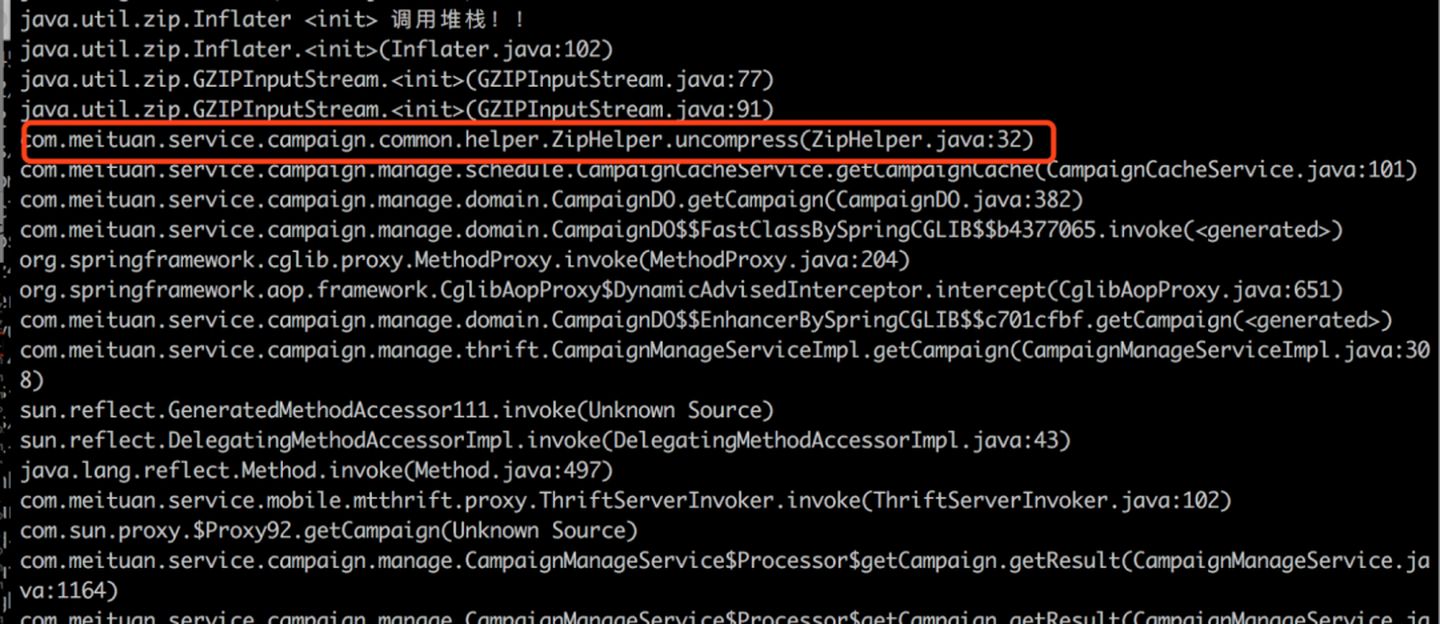 java.util.zip.Inflater <init> 调用堆栈！！
java.util.zip.Inflater.<init>(Inflater.java:102)
java.util.zip.GZIPInputStream.<init>(GZIPInputStream.java:77)
java.util.zip.GZIPInputStream.<init>(GZIPInputStream.java:91)
com.meituan.service.campaign.common.helper.ZipHelper.uncompress(ZipHelper.java:32)
com.meituan.service.campaign.manage.schedule.CampaignCacheService.getCampaignCache(CampaignCacheService.java:101)
com.meituan.service.campaign.manage.domain.CampaignDO.getCampaign(CampaignDO.java:382)
com.meituan.service.campaign.manage.domain.CampaignDO$$FastClassBySpringCGLIB$$b4377065.invoke(<generated>)
org.springframework.cglib.proxy.MethodProxy.invoke(MethodProxy.java:204)
org.springframework.aop.framework.CglibAopProxy$DynamicAdvisedInterceptor.intercept(CglibAopProxy.java:651)
com.meituan.service.campaign.manage.domain.CampaignDO$$EnhancerBySpringCGLIB$$c701cfbf.getCampaign(<generated>)
com.meituan.service.campaign.manage.thrift.CampaignManageServiceImpl.getCampaign(CampaignManageServiceImpl.java:30
8)
sun.reflect.GeneratedMethodAccessor111.invoke(Unknown Source)
sun.reflect.DelegatingMethodAccessorImpl.invoke(DelegatingMethodAccessorImpl.java:43)
java.lang.reflect.Method.invoke(Method.java:497)
com.meituan.service.mobile.mtthrift.proxy.ThriftServerInvoker.invoke(ThriftServerInvoker.java:102)
com.sun.proxy.$Proxy92.getCampaign(Unknown Source)
com.meituan.service.campaign.manage.CampaignManageService$Processor$getCampaign.getResult(CampaignManageService.ja
va:1164)
com.meituan.service.campaign.manage.CampaignManageService$Processor$getCampaign.getResult(CampaignManageService.ja